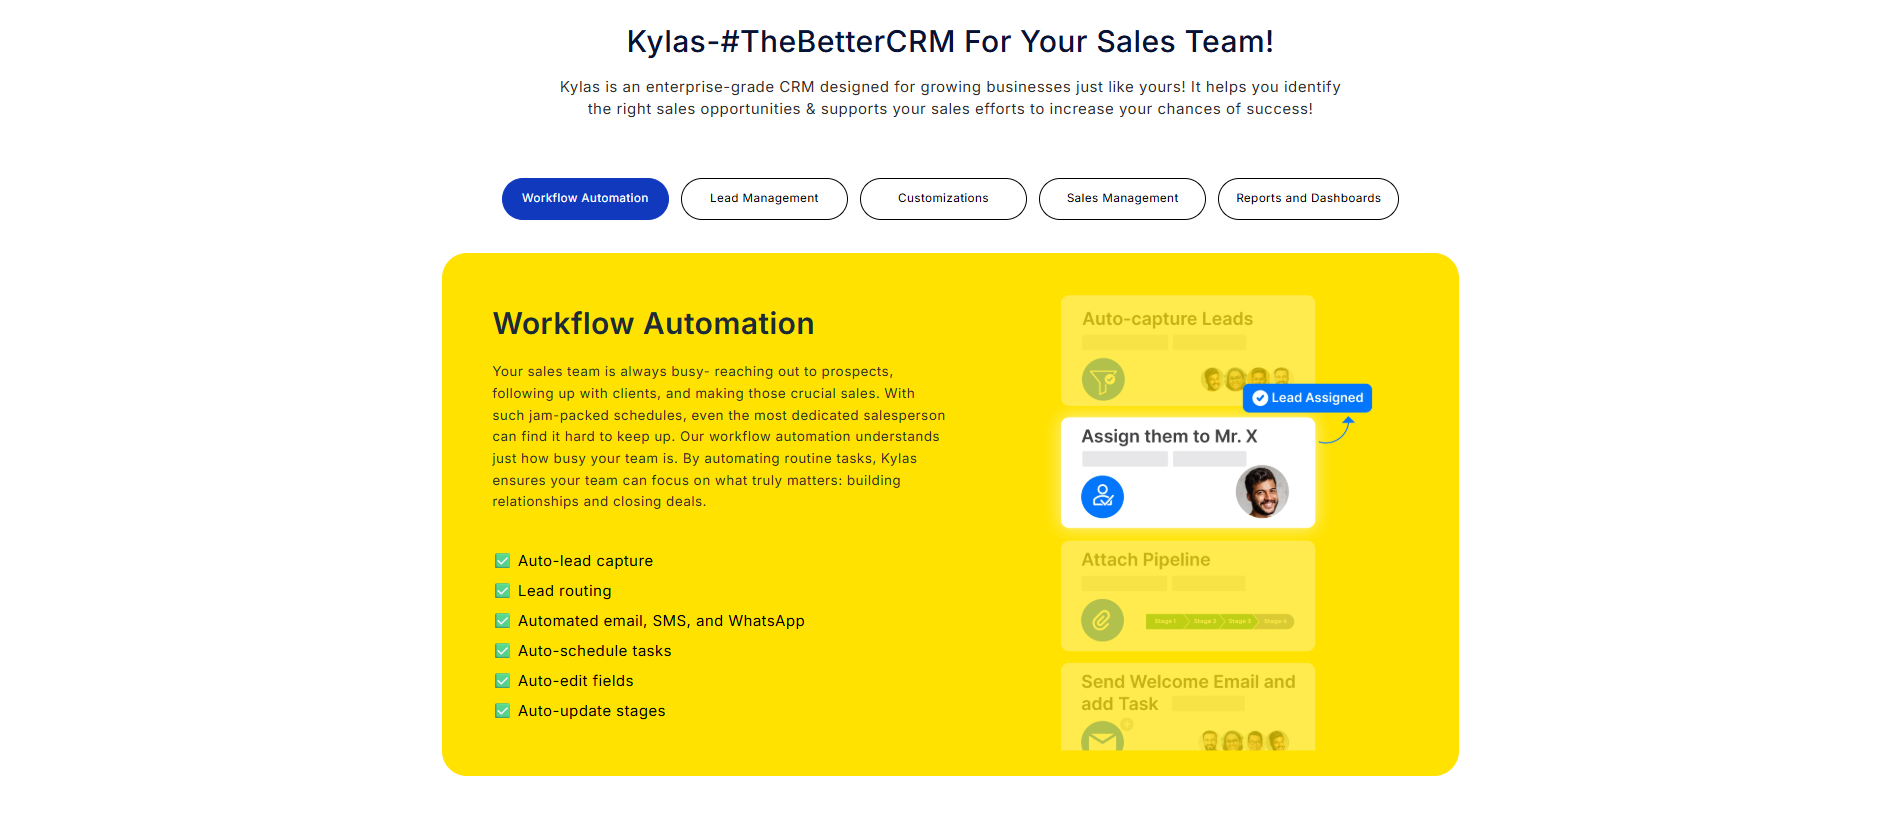 Kylas-#TheBetterCRM For Your Sales Team!
Kylas is an enterprise-grade CRM designed for growing businesses just like yours! It helps you identify
the right sales opportunities & supports your sales efforts to increase your chances of success!
Workflow Automation
Lead Management
Customizations
Sales Management
Reports and Dashboards
Workflow Automation
Your sales team is always busy- reaching out to prospects,
following up with clients, and making those crucial sales. With
such jam-packed schedules, even the most dedicated salesperson
can find it hard to keep up. Our workflow automation understands
just how busy your team is. By automating routine tasks, Kylas
ensures your team can focus on what truly matters: building
relationships and closing deals.
Auto-lead capture
Lead routing
Automated email, SMS, and WhatsApp
Auto-schedule tasks
Auto-edit fields
Auto-update stages
Auto-capture Leads
Lead Assigned
Assign them to Mr. X
Attach Pipeline
Stage 1
Stage 2
Stage 3
Stage 4
Send Welcome Email and
add Task